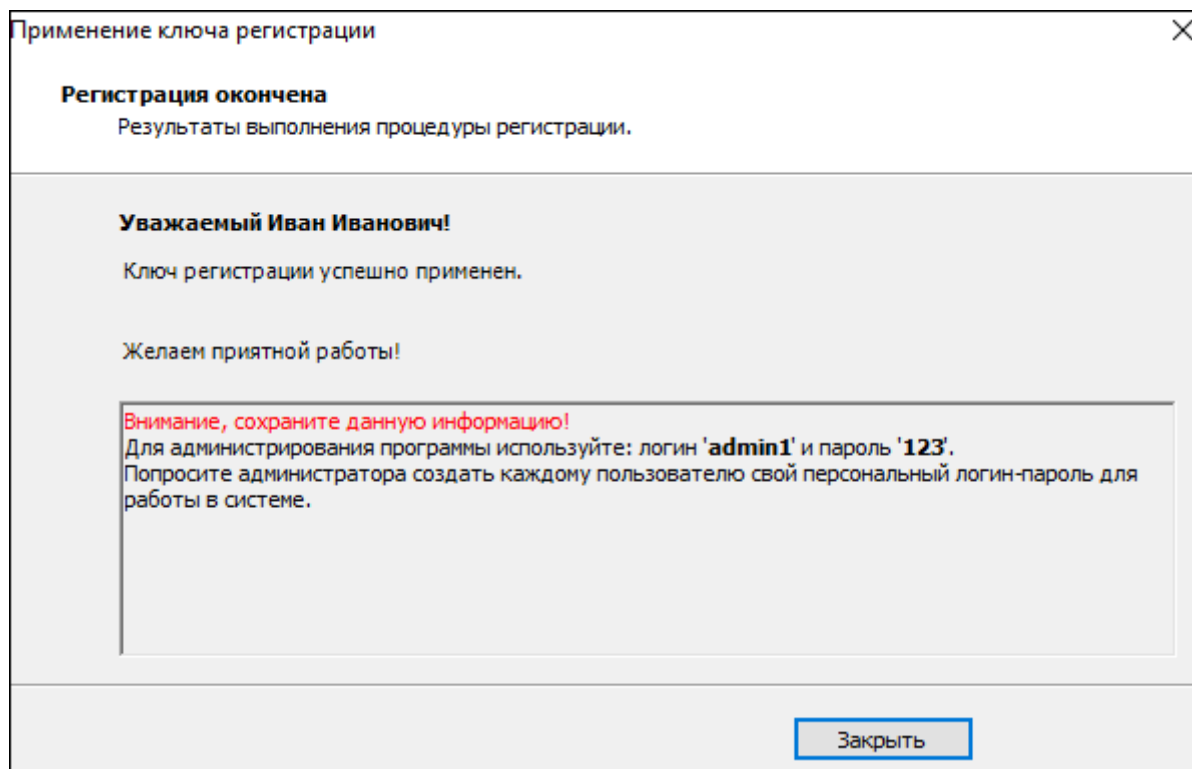 Применение ключа регистрации
Регистрация окончена
Результаты выполнения процедуры регистрации.
Уважаемый Иван Иванович!
Ключ регистрации успешно применен.
Желаем приятной работы!
Внимание, сохраните данную информацию!
Для администрирования программы используйте: логин 'admin1' и пароль '123'.
Попросите администратора создать каждому пользователю свой персональный логин-пароль для
работы в системе.
Закрыть